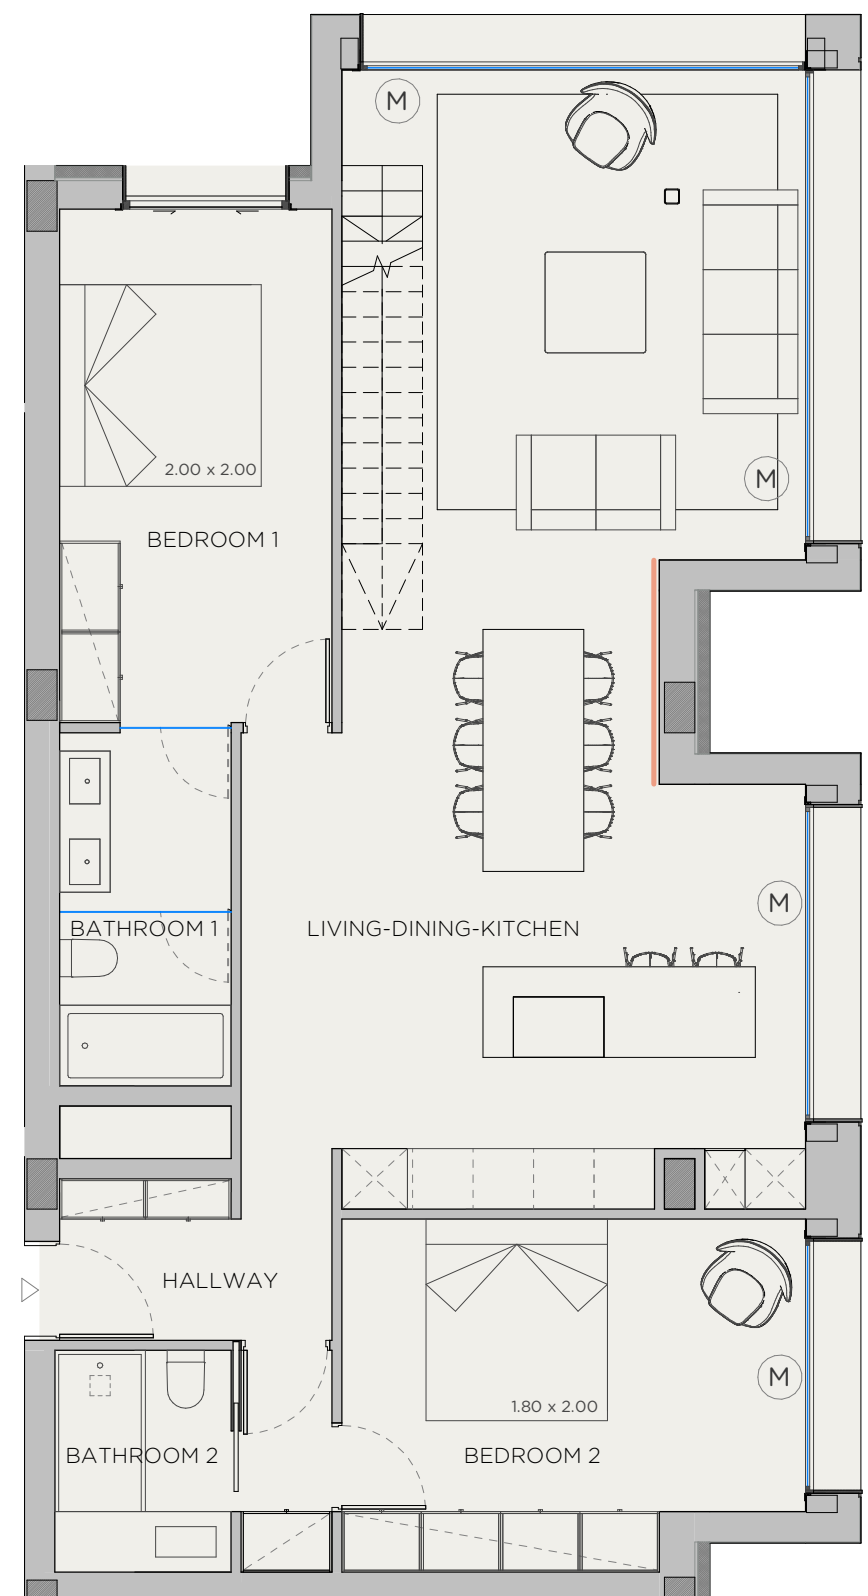 M
2.00 x 2.00
M
BEDROOM 1
M
BATHROOM 1
LIVING-DINING-KITCHEN
HALLWAY
M
1.80 x 2.00
BATHROOM 2
BEDROOM 2